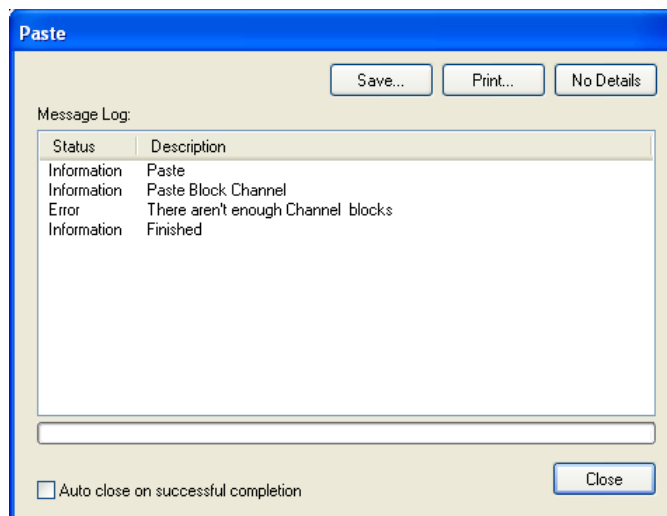 Paste
Save... Print... No Details
Message Log:
Status Description
Information Paste
Information Paste Block Channel
Error There aren't enough Channel  blocks
Information Finished
Close
Auto close on successful completion